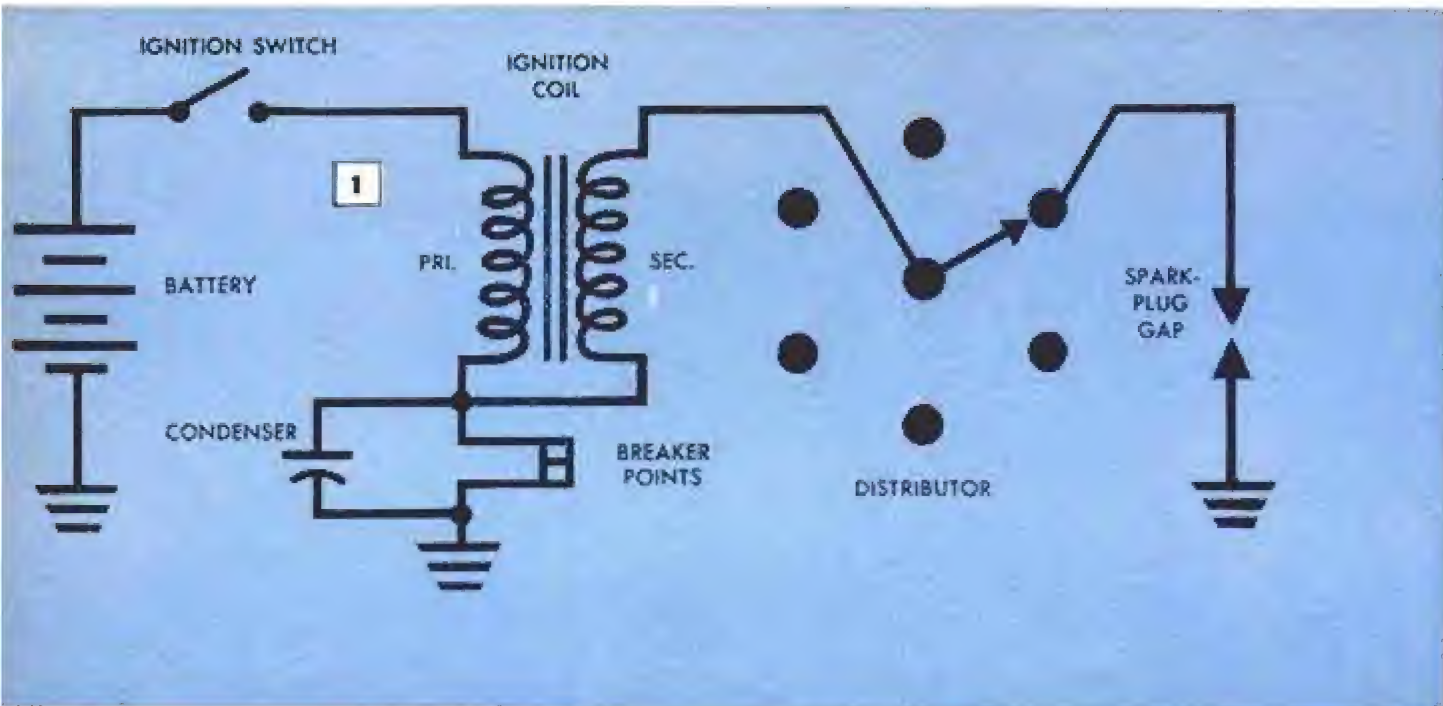 IGNITION SWITCH
IGNITION
COIL
1
PRI.
SEC.
BATTERY
SPARK-
PLUG
GAP
CONDENSER
BREAKER
POINTS
DISTRIBUTOR